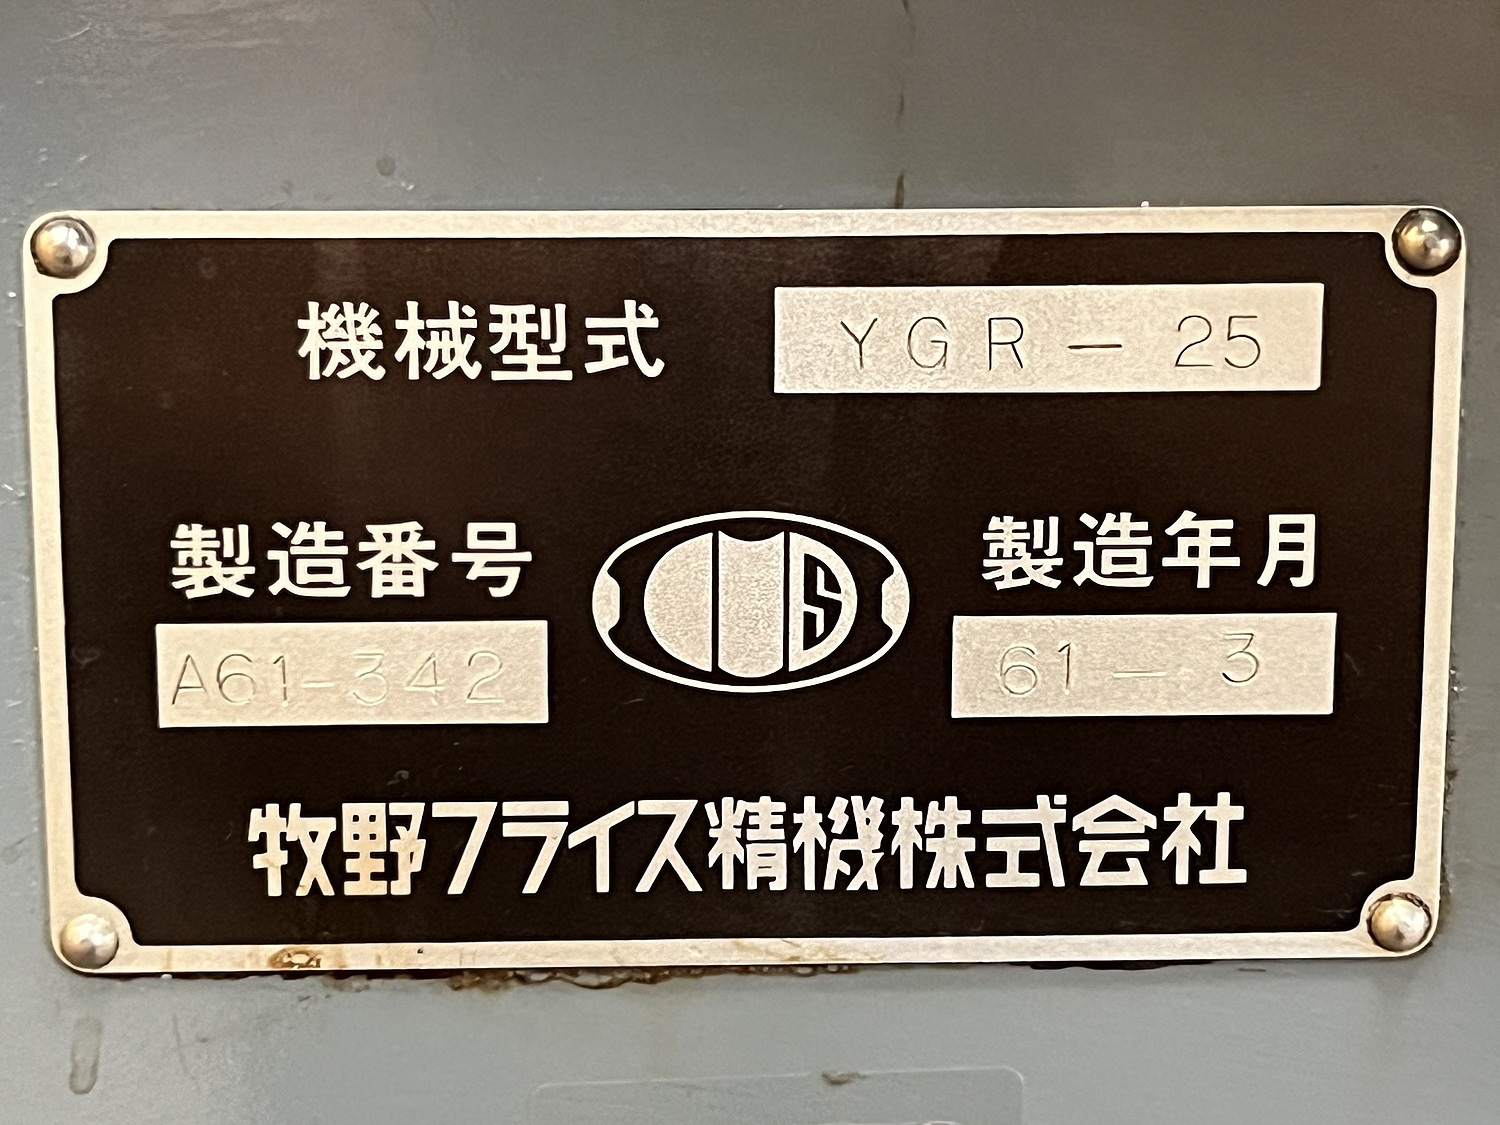 機械型式 YGR-25
製造番号 製造年月
A61-342 61-3
牧野フライス精機株式会社